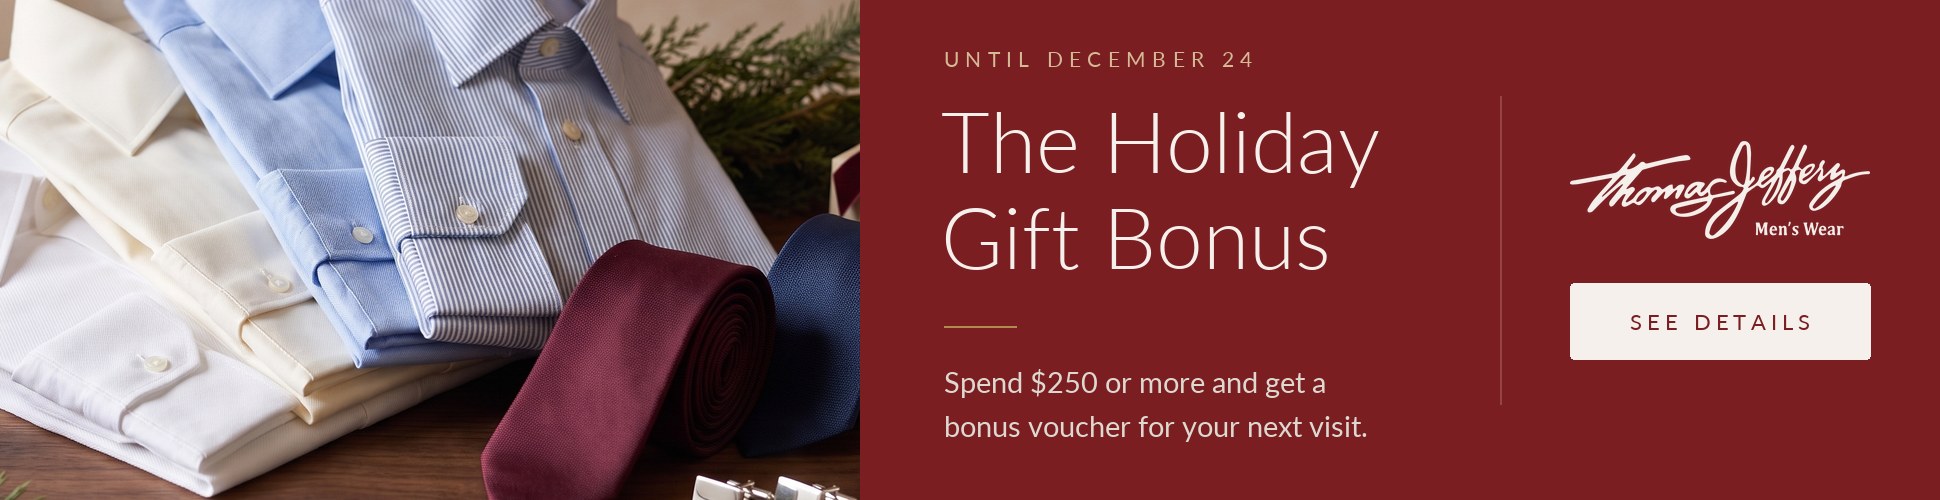 UNTIL DECEMBER 24
The Holiday
Gift Bonus
Spend $250 or more and get a
bonus voucher for your next visit.
Thomas Jeffery
Men's Wear
SEE DETAILS